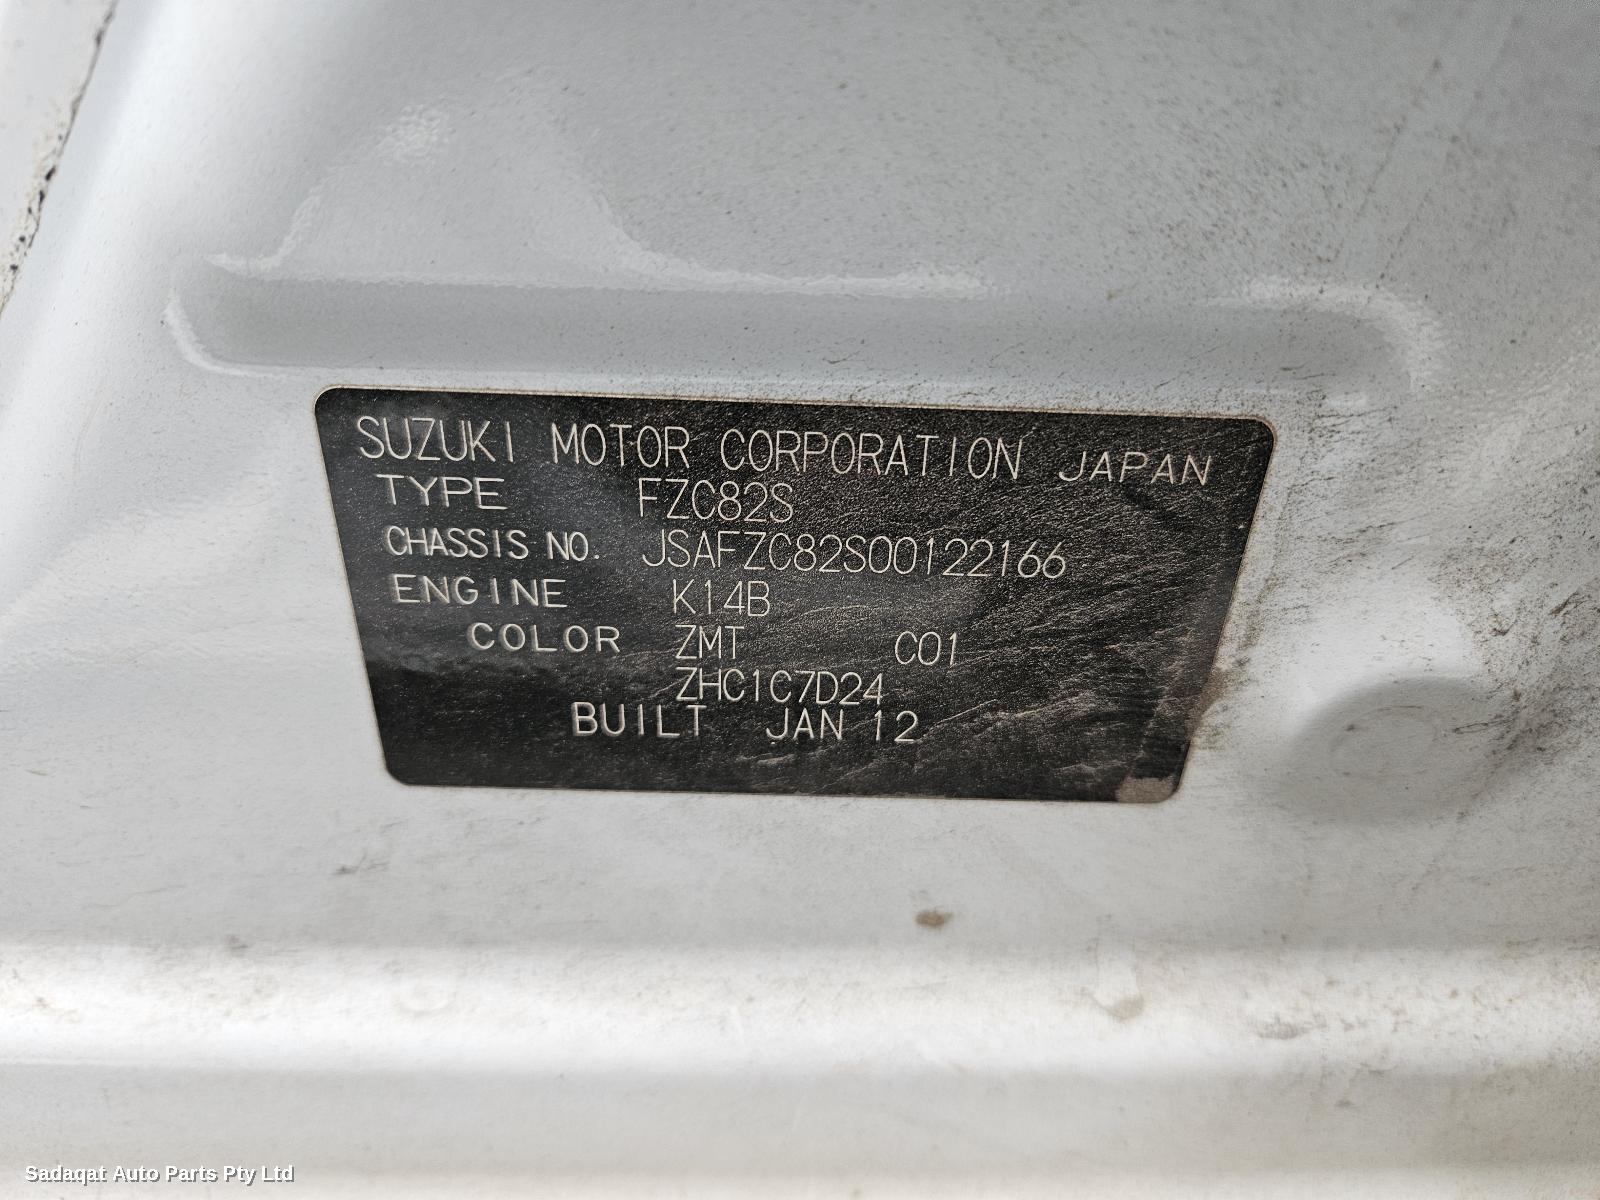 SUZUKI MOTOR CORPORATION JAPAN
TYPE FZC82S
CHASSIS NO. JSAFZC82S00122166
ENGINE K14B
COLOR ZMT C01
ZHC1C7D24
BUILT JAN 12
Sadaqat Auto Parts Pty Ltd